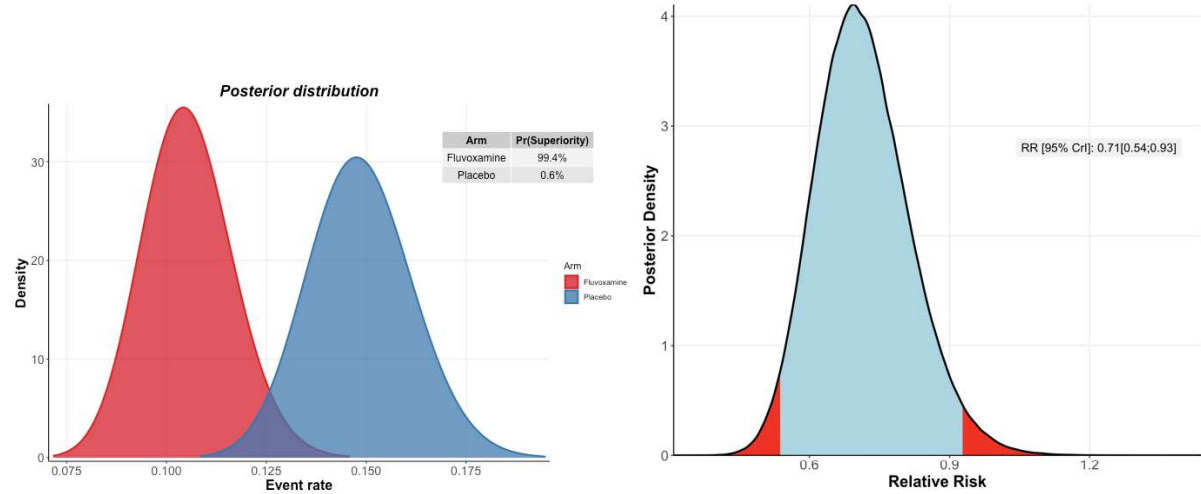 Posterior distribution
Density
30
20
10
0
0.075 0.100 0.125 0.150 0.175
Event rate
Arm Pr(Superiority)
Fluvoxamine 99.4%
Placebo 0.6%
Arm
Fluvoxamine
Placebo
Posterior Density
4
3
2
1
0
0.6 0.9 1.2
Relative Risk
RR [95% CrI]: 0.71[0.54;0.93]